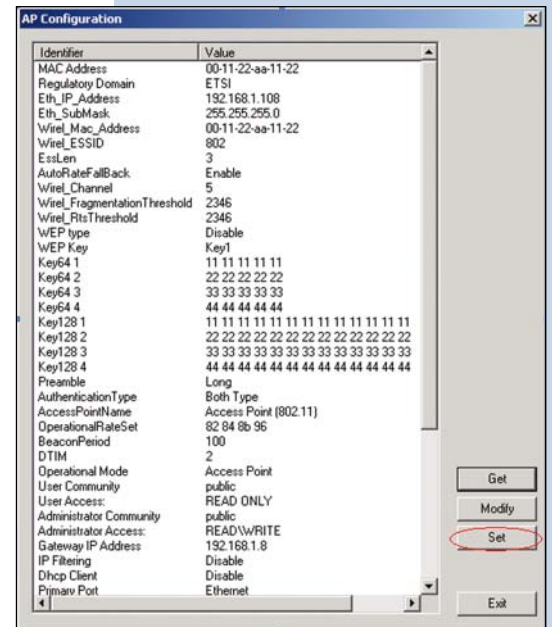 AP Configuration
Identifier Value
MAC Address 00-11-22-aa-11-22
Regulatory Domain ETSI
Eth_IP_Address 192.168.1.108
Eth_SubMask 255.255.255.0
Wirel_Mac_Address 00-11-22-aa-11-22
Wirel_ESSID 802
EssLen 3
AutoRateFallBack Enable
Wirel_Channel 5
Wirel_FragmentationThreshold 2346
Wirel_RtsThreshold 2346
WEP type Disable
WEP Key Key1
Key64 1 11 11 11 11 11
Key64 2 22 22 22 22 22
Key64 3 33 33 33 33 33
Key64 4 44 44 44 44 44
Key128 1 11 11 11 11 11 11 11 11 11 11 11 11 11
Key128 2 22 22 22 22 22 22 22 22 22 22 22 22 22
Key128 3 33 33 33 33 33 33 33 33 33 33 33 33 33
Key128 4 44 44 44 44 44 44 44 44 44 44 44 44 44
Preamble Long
AuthenticationType Both Type
AccessPointName Access Point (802.11)
OperationalRateSet 82 84 8b 96
BeaconPeriod 100
DTIM 2
Operational Mode Access Point
User Community public
User Access: READ ONLY
Administrator Community public
Administrator Access: READ\WRITE
Gateway IP Address 192.168.1.8
IP Filtering Disable
Dhcp Client Disable
Primary Port Ethernet
Get
Modify
Set
Exit